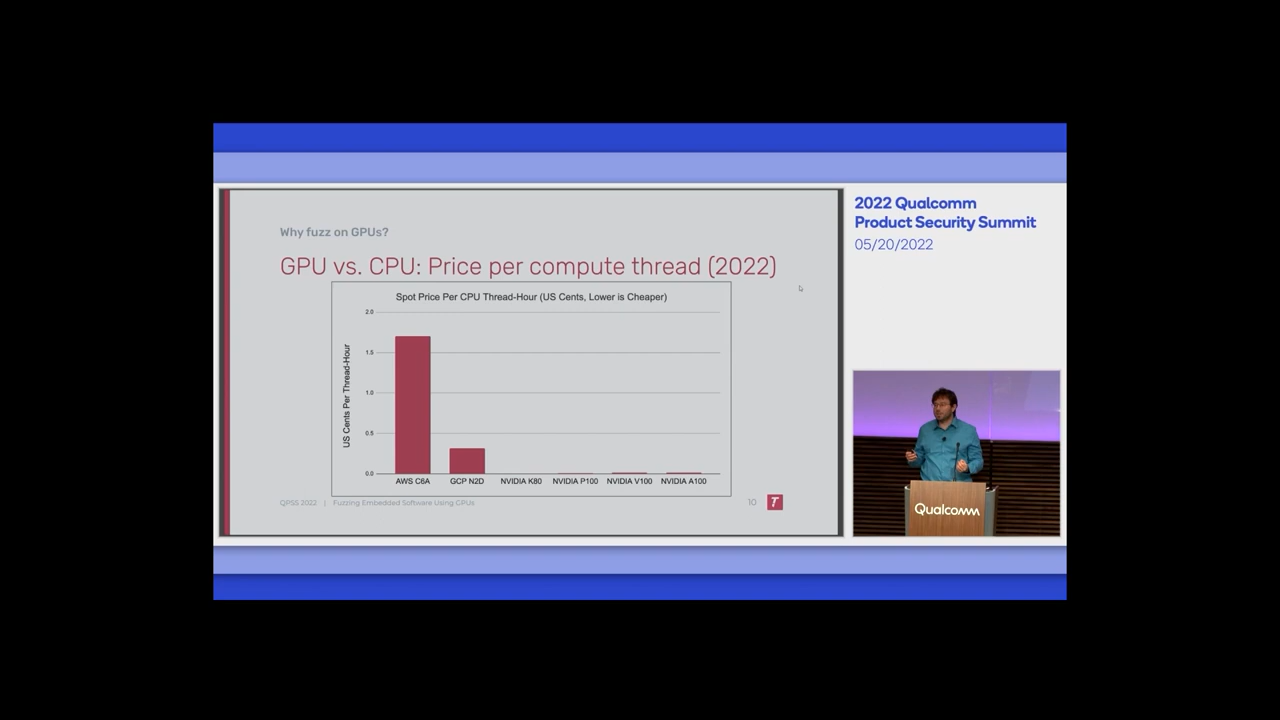 Why fuzz on GPUs?
GPU vs. CPU: Price per compute thread (2022)
Spot Price Per CPU Thread-Hour (US Cents, Lower is Cheaper)
US Cents Per Thread-Hour
2.0
1.5
1.0
0.5
0.0
AWS C6A
GCP N2D
NVIDIA K80
NVIDIA P100
NVIDIA V100
NVIDIA A100
QPSS 2022 | Fuzzing Embedded Software Using GPUs
10
T
2022 Qualcomm
Product Security Summit
05/20/2022
Qualcomm